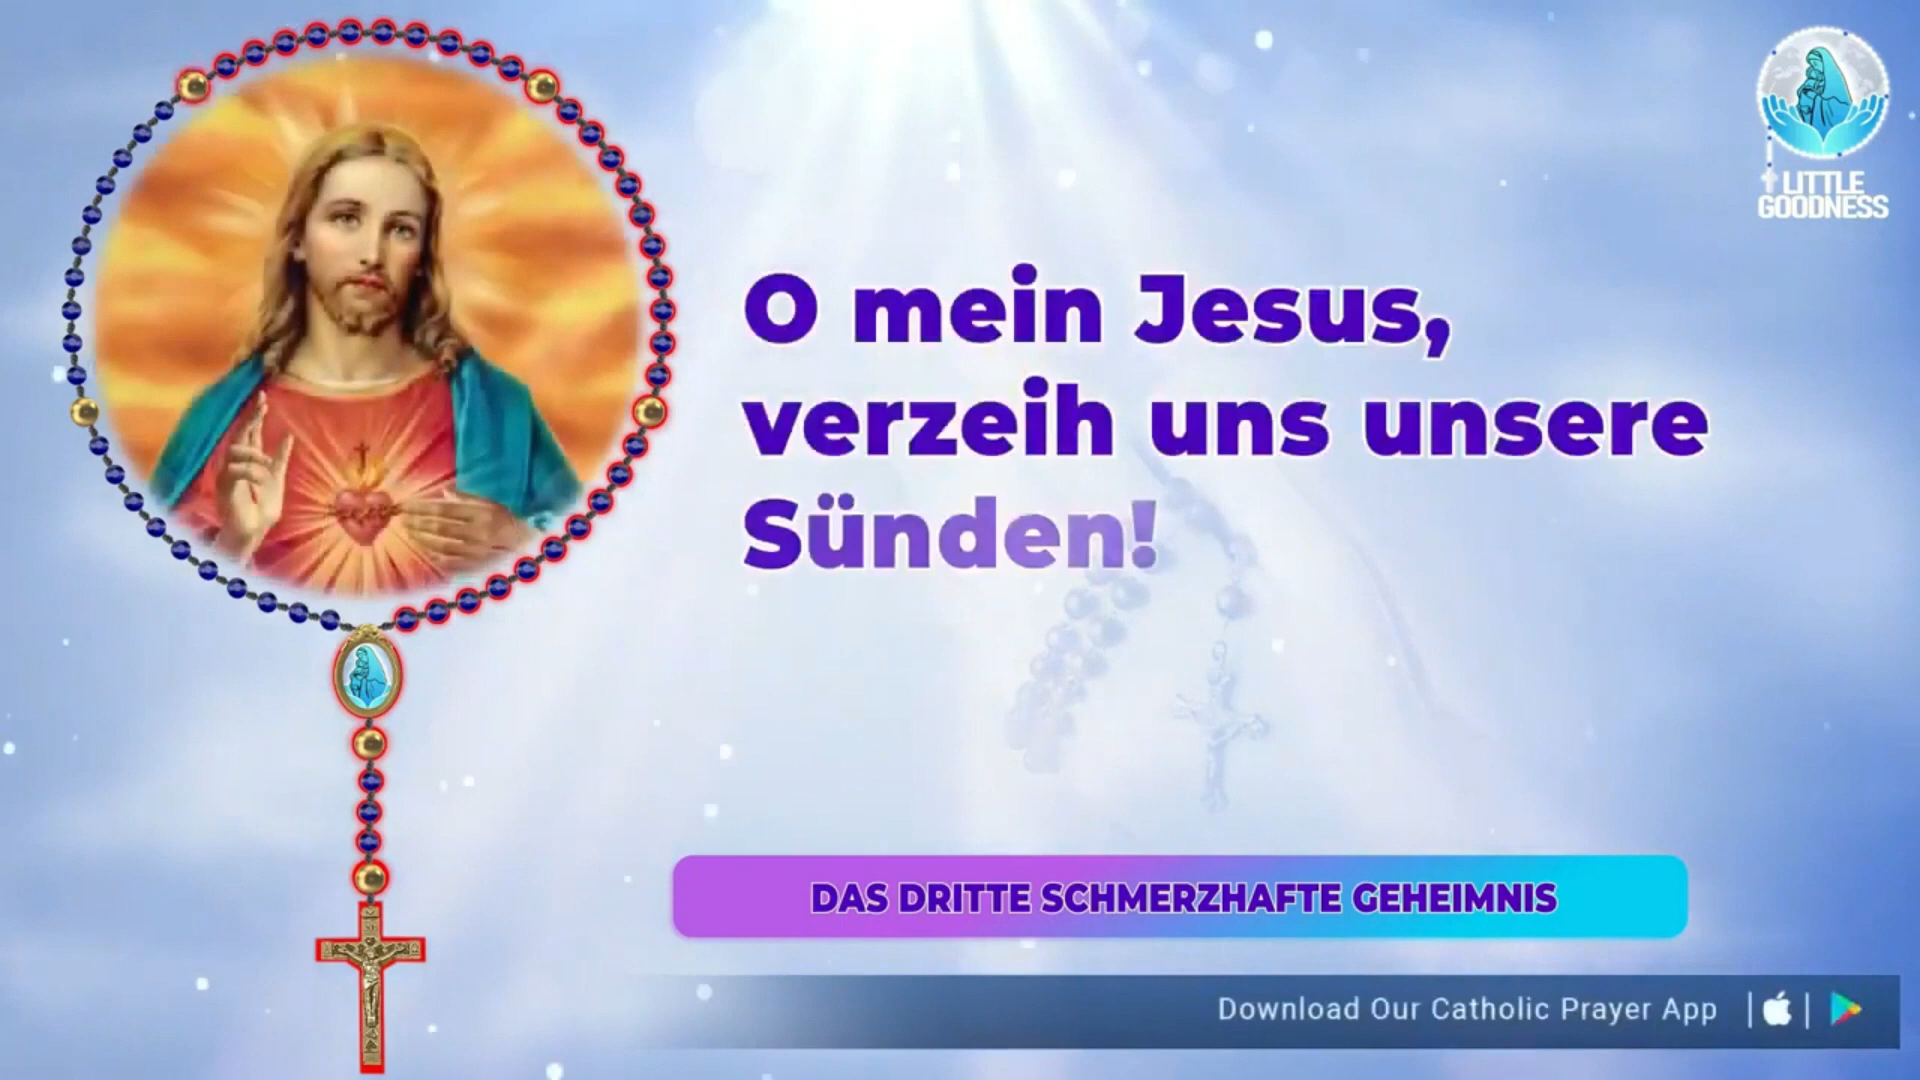 LITTLE
GOODNESS
O mein Jesus,
verzeih uns unsere
Sünden!
DAS DRITTE SCHMERZHAFTE GEHEIMNIS
Download Our Catholic Prayer App